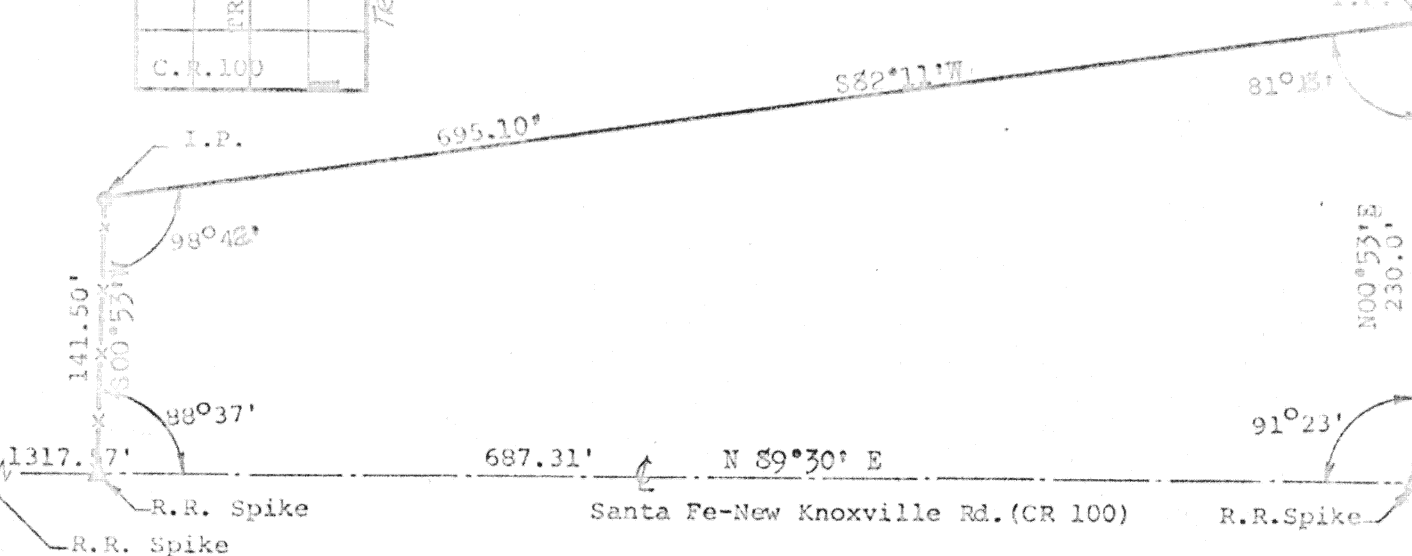 TR
C.R.100
S82°11'W
695.10'
81°
I.P.
98°42'
N00°53'E
230.0'
141.50'
S00°53'W
88°37'
91°23'
687.31'
N 89°30' E
R.R. Spike
Santa Fe-New Knoxville Rd.(CR 100)
R.R.Spike
R.R. Spike